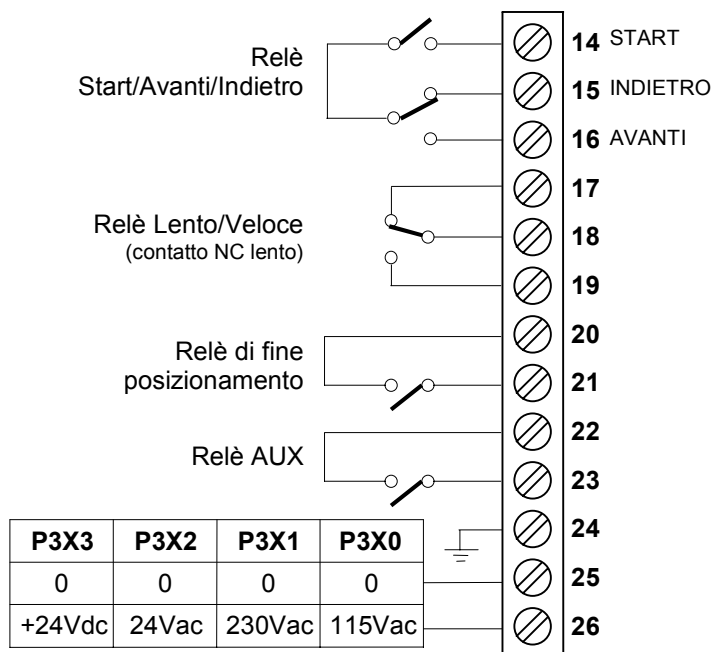 Relè
Start/Avanti/Indietro
14 START
15 INDIETRO
16 AVANTI
17
Relè Lento/Veloce
(contatto NC lento)
18
19
20
Relè di fine
posizionamento
21
22
Relè AUX
23
24
P3X3 P3X2 P3X1 P3X0
0 0 0 0
25
+24Vdc 24Vac 230Vac 115Vac
26